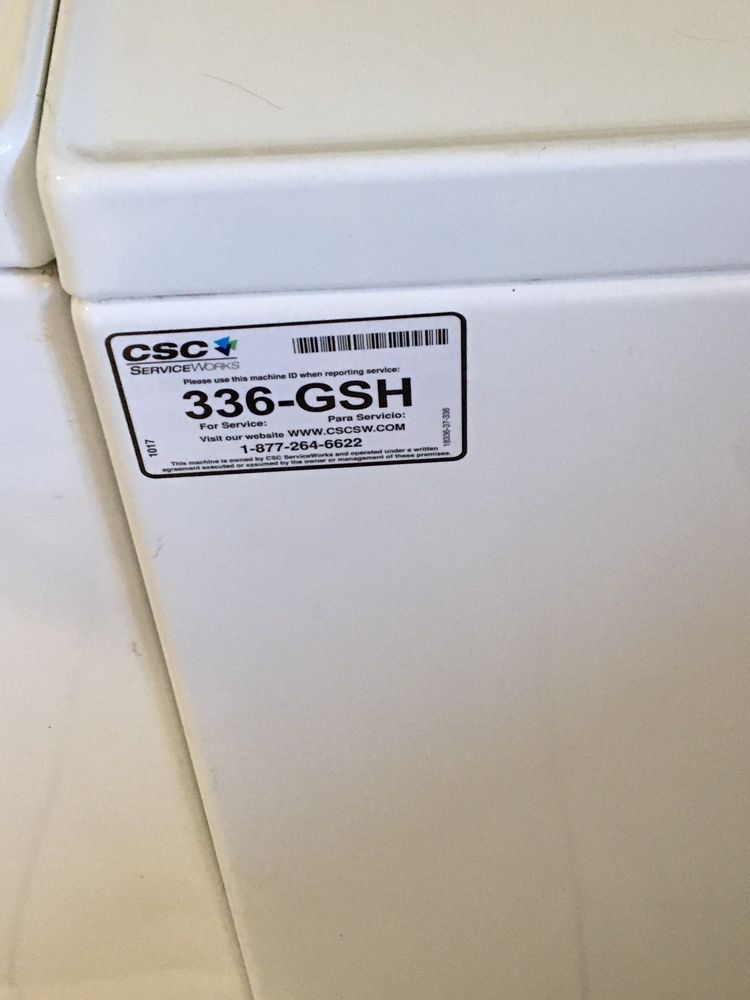 CSC
SERVICEWORKS
Please use this machine ID when reporting service:
336-GSH
For Service: Para Servicio:
Visit our website WWW.CSCSW.COM
1-877-264-6622
This machine is owned by CSC ServiceWorks and operated under a written
agreement executed or assumed by the owner or management of these premises.
1017
18336-37-336